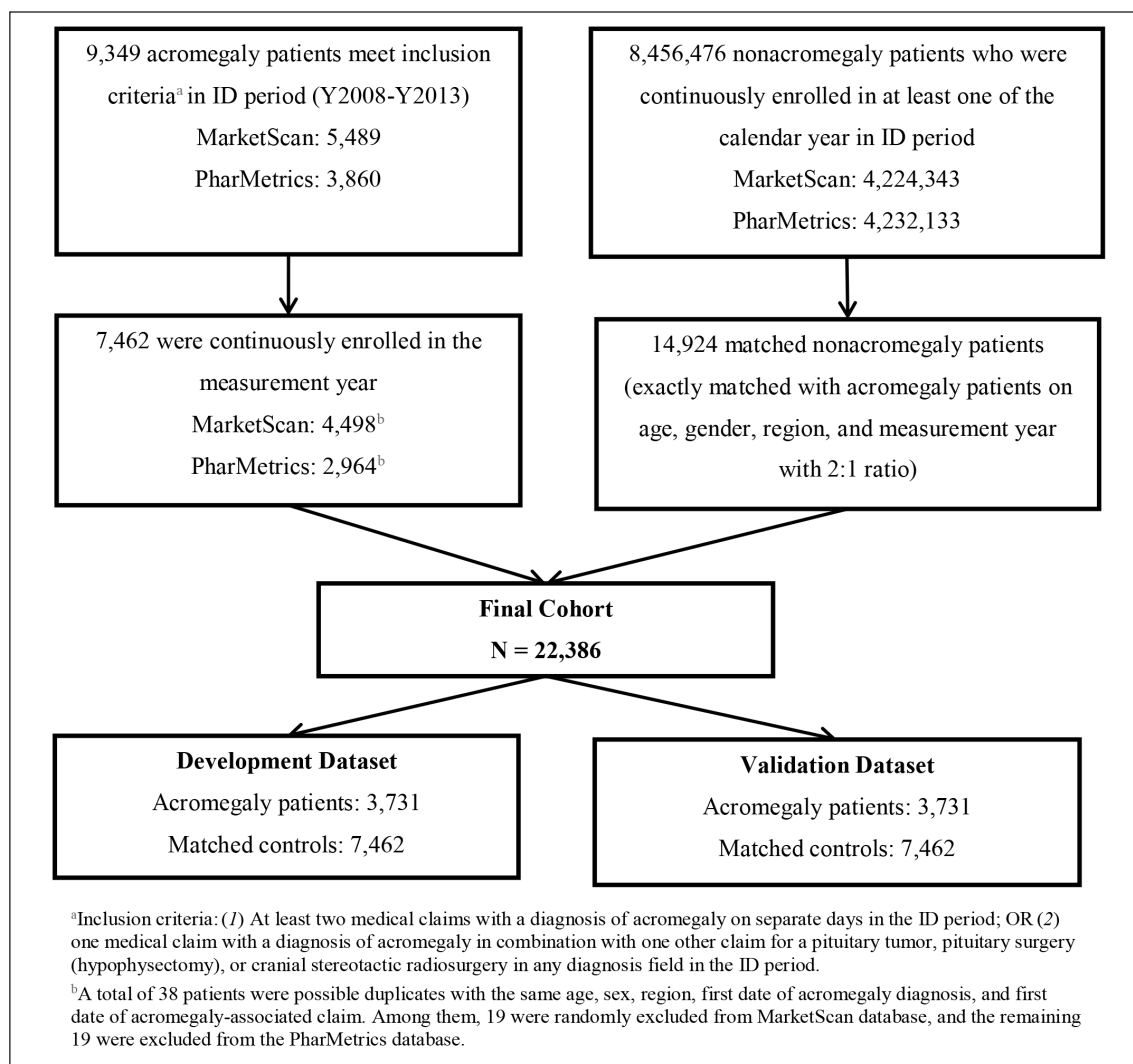 9,349 acromegaly patients meet inclusion
criteriaᵃ in ID period (Y2008-Y2013)
MarketScan: 5,489
PharMetrics: 3,860
8,456,476 nonacromegaly patients who were
continuously enrolled in at least one of the
calendar year in ID period
MarketScan: 4,224,343
PharMetrics: 4,232,133
7,462 were continuously enrolled in the
measurement year
MarketScan: 4,498ᵇ
PharMetrics: 2,964ᵇ
14,924 matched nonacromegaly patients
(exactly matched with acromegaly patients on
age, gender, region, and measurement year
with 2:1 ratio)
Final Cohort
N = 22,386
Development Dataset
Acromegaly patients: 3,731
Matched controls: 7,462
Validation Dataset
Acromegaly patients: 3,731
Matched controls: 7,462
ᵃInclusion criteria: (1) At least two medical claims with a diagnosis of acromegaly on separate days in the ID period; OR (2)
one medical claim with a diagnosis of acromegaly in combination with one other claim for a pituitary tumor, pituitary surgery
(hypophysectomy), or cranial stereotactic radiosurgery in any diagnosis field in the ID period.
ᵇA total of 38 patients were possible duplicates with the same age, sex, region, first date of acromegaly diagnosis, and first
date of acromegaly-associated claim. Among them, 19 were randomly excluded from MarketScan database, and the remaining
19 were excluded from the PharMetrics database.